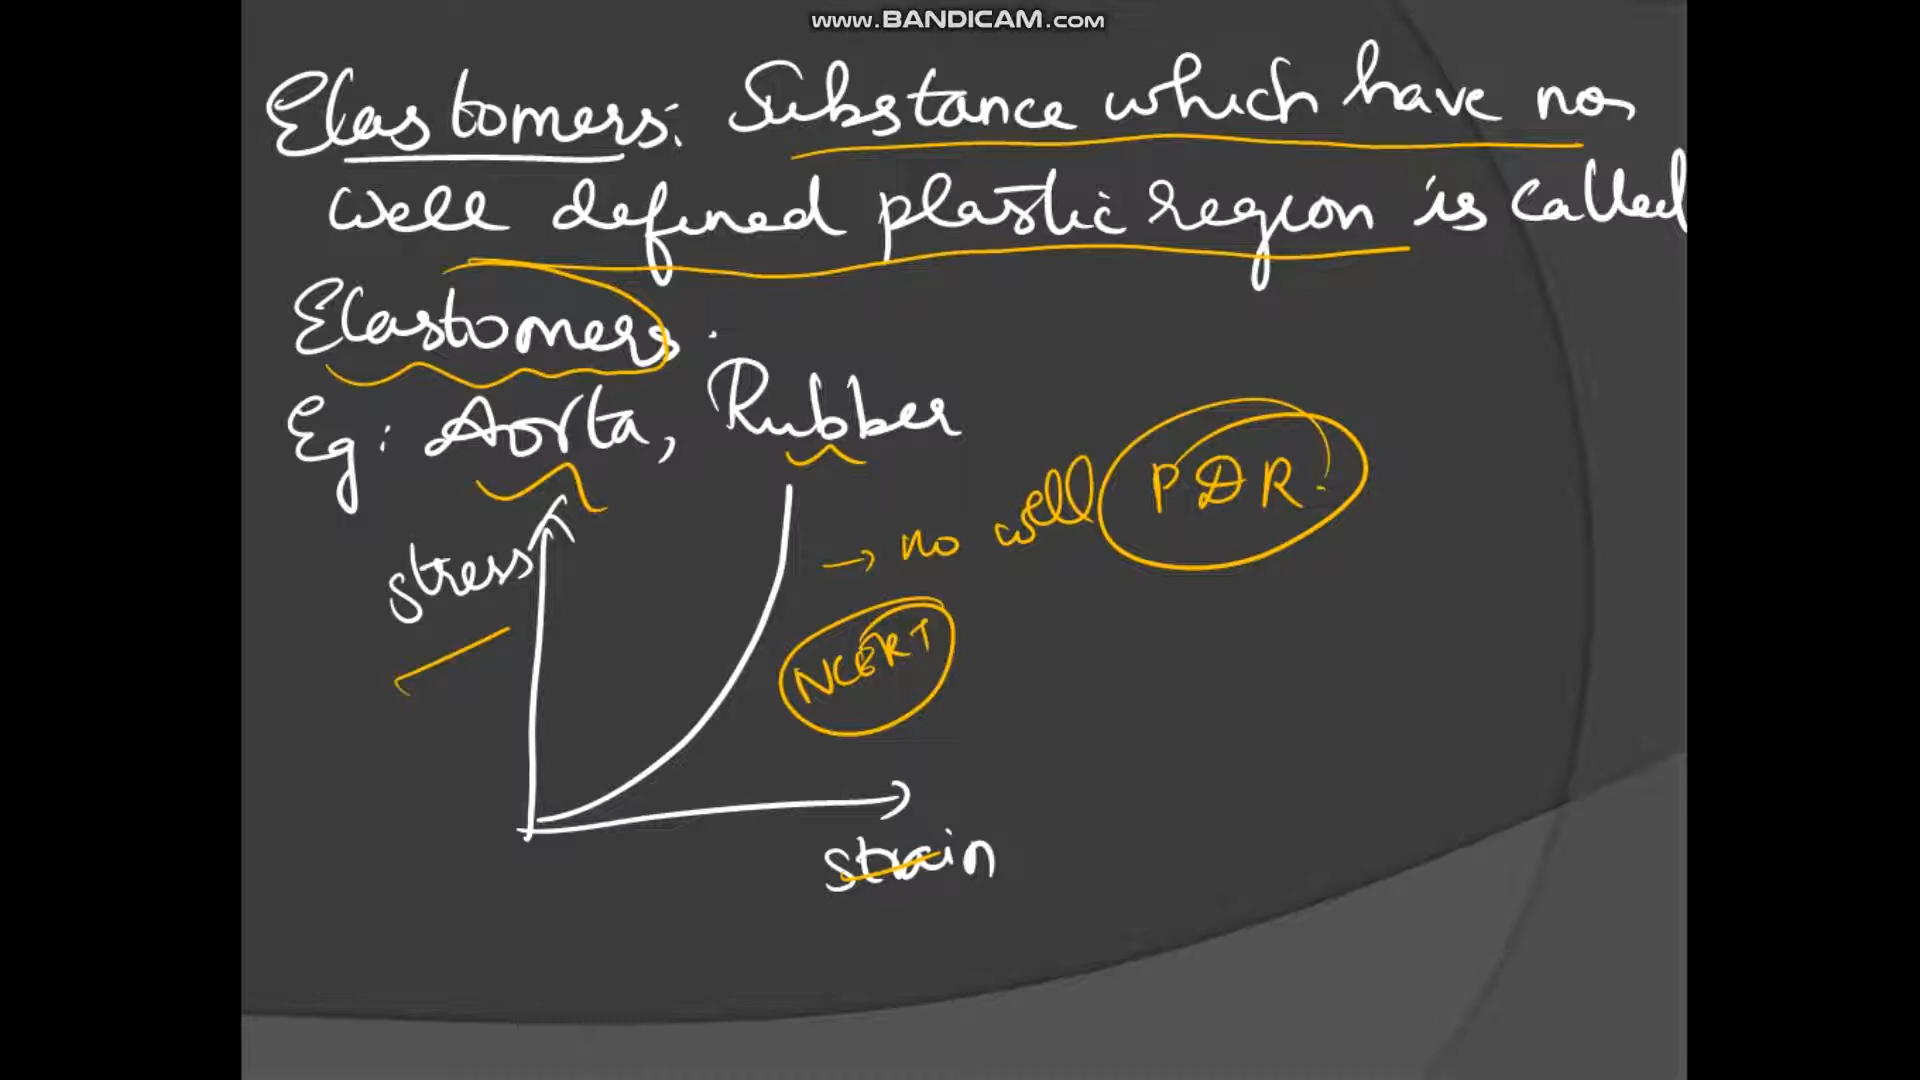 www.BANDICAM.com
Elastomers: Substance which have no
well defined plastic region is called
Elastomers.
Eg: Aorta, Rubber
stress
→ no well PDR.
NCERT
strain